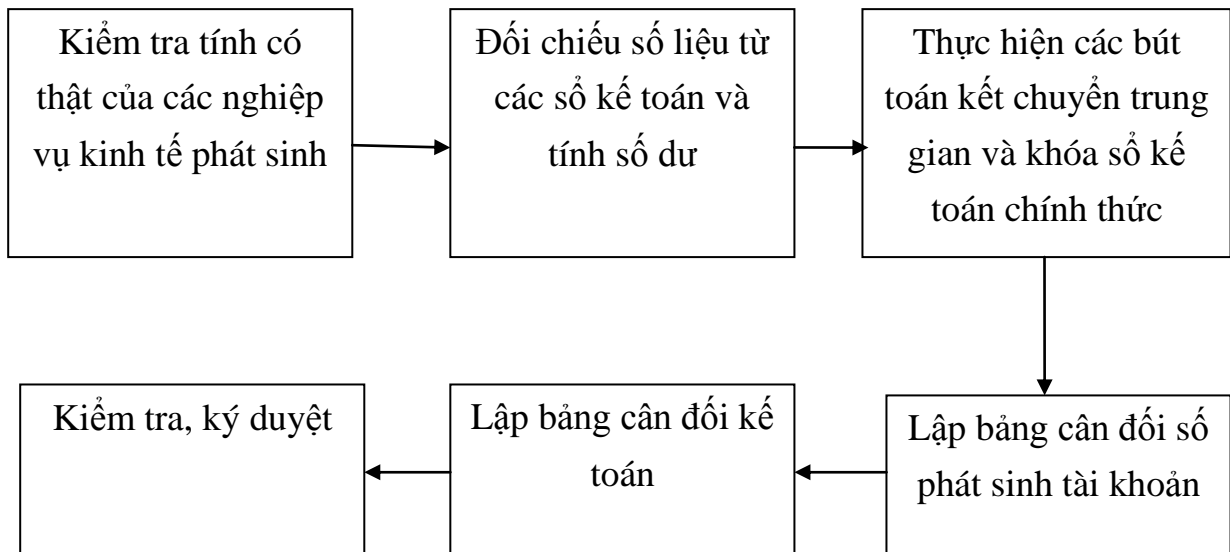 Kiểm tra tính có
thật của các nghiệp
vụ kinh tế phát sinh
Đối chiếu số liệu từ
các sổ kế toán và
tính số dư
Thực hiện các bút
toán kết chuyển trung
gian và khóa sổ kế
toán chính thức
Lập bảng cân đối số
phát sinh tài khoản
Lập bảng cân đối kế
toán
Kiểm tra, ký duyệt